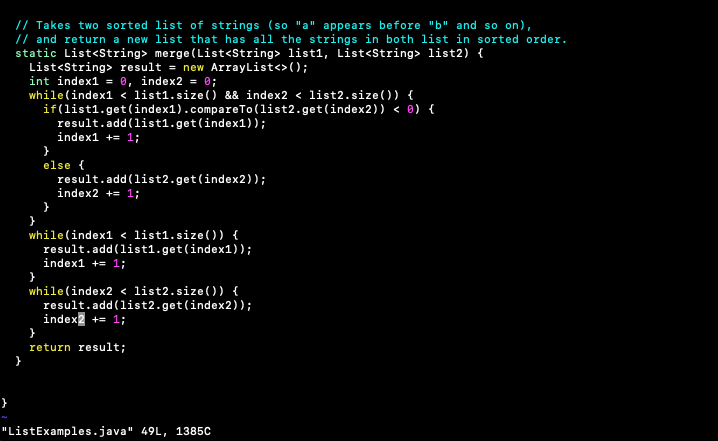 // Takes two sorted list of strings (so "a" appears before "b" and so on),
// and return a new list that has all the strings in both list in sorted order.
static List<String> merge(List<String> list1, List<String> list2) {
List<String> result = new ArrayList<>();
int index1 = 0, index2 = 0;
while(index1 < list1.size() && index2 < list2.size()) {
if(list1.get(index1).compareTo(list2.get(index2)) < 0) {
result.add(list1.get(index1));
index1 += 1;
}
else {
result.add(list2.get(index2));
index2 += 1;
}
}
while(index1 < list1.size()) {
result.add(list1.get(index1));
index1 += 1;
}
while(index2 < list2.size()) {
result.add(list2.get(index2));
index2 += 1;
}
return result;
}
}
~
"ListExamples.java" 49L, 1385C